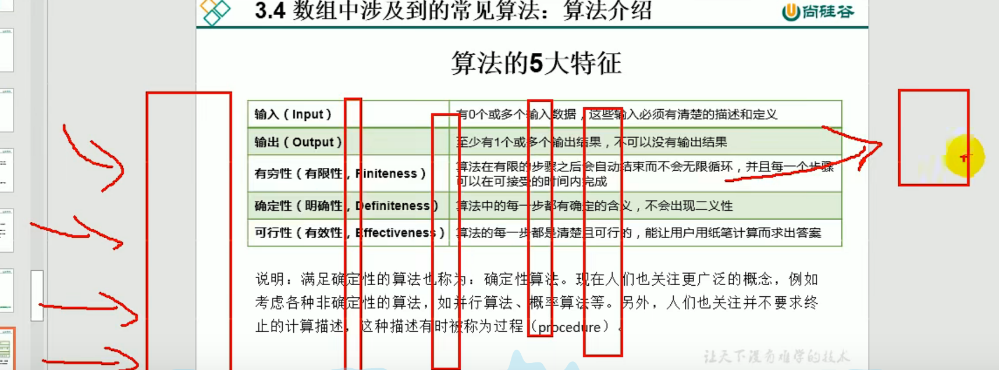 3.4 数组中涉及到的常见算法：算法介绍
尚硅谷
算法的5大特征
输入（Input） 有0个或多个输入数据，这些输入必须有清楚的描述和定义
输出（Output） 至少有1个或多个输出结果，不可以没有输出结果
有穷性（有限性，Finiteness） 算法在有限的步骤之后会自动结束而不会无限循环，并且每一个步骤
可以在可接受的时间内完成
确定性（明确性，Definiteness） 算法中的每一步都有确定的含义，不会出现二义性
可行性（有效性，Effectiveness） 算法的每一步都是清楚且可行的，能让用户用纸笔计算而求出答案
说明：满足确定性的算法也称为：确定性算法。现在人们也关注更广泛的概念，例如
考虑各种非确定性的算法，如并行算法、概率算法等。另外，人们也关注并不要求终
止的计算描述，这种描述有时被称为过程（procedure）。
让天下没有难学的技术